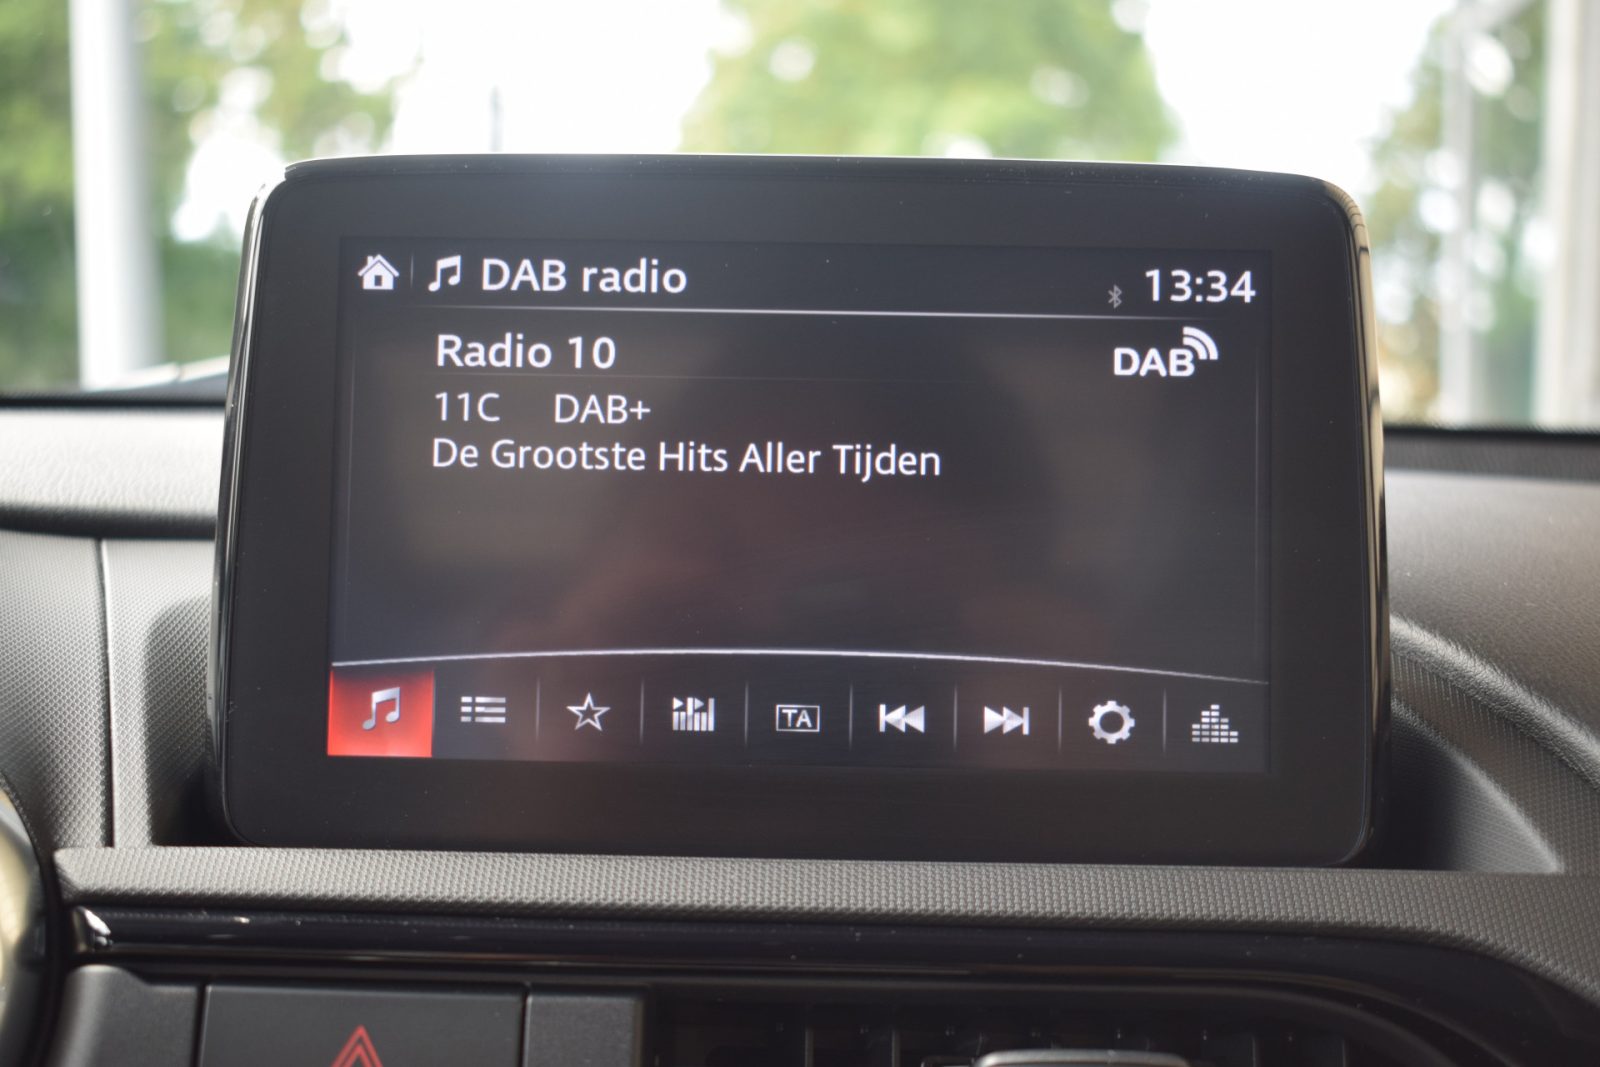 DAB radio
13:34
Radio 10
DAB
11C DAB+
De Grootste Hits Aller Tijden
TA